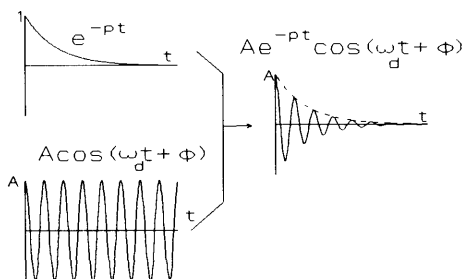 1
e^-pt
t
Acos(ω_d t + Φ)
A
t
Ae^-pt cos(ω_d t + Φ)
A
t